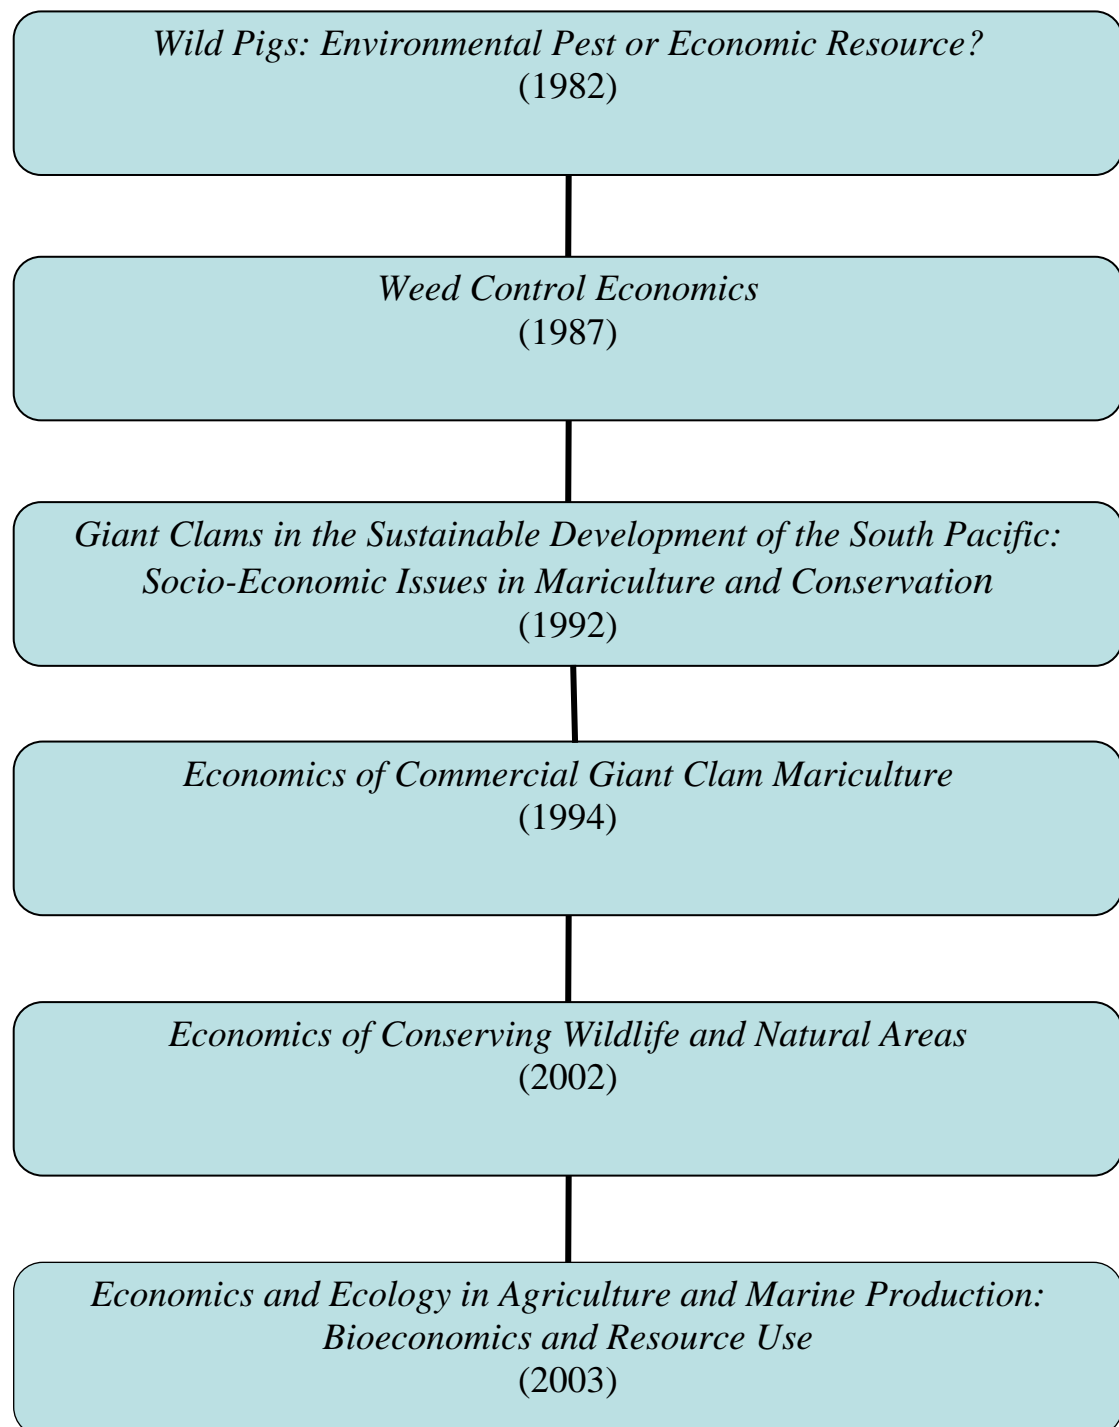 Wild Pigs: Environmental Pest or Economic Resource?
(1982)
Weed Control Economics
(1987)
Giant Clams in the Sustainable Development of the South Pacific:
Socio-Economic Issues in Mariculture and Conservation
(1992)
Economics of Commercial Giant Clam Mariculture
(1994)
Economics of Conserving Wildlife and Natural Areas
(2002)
Economics and Ecology in Agriculture and Marine Production:
Bioeconomics and Resource Use
(2003)